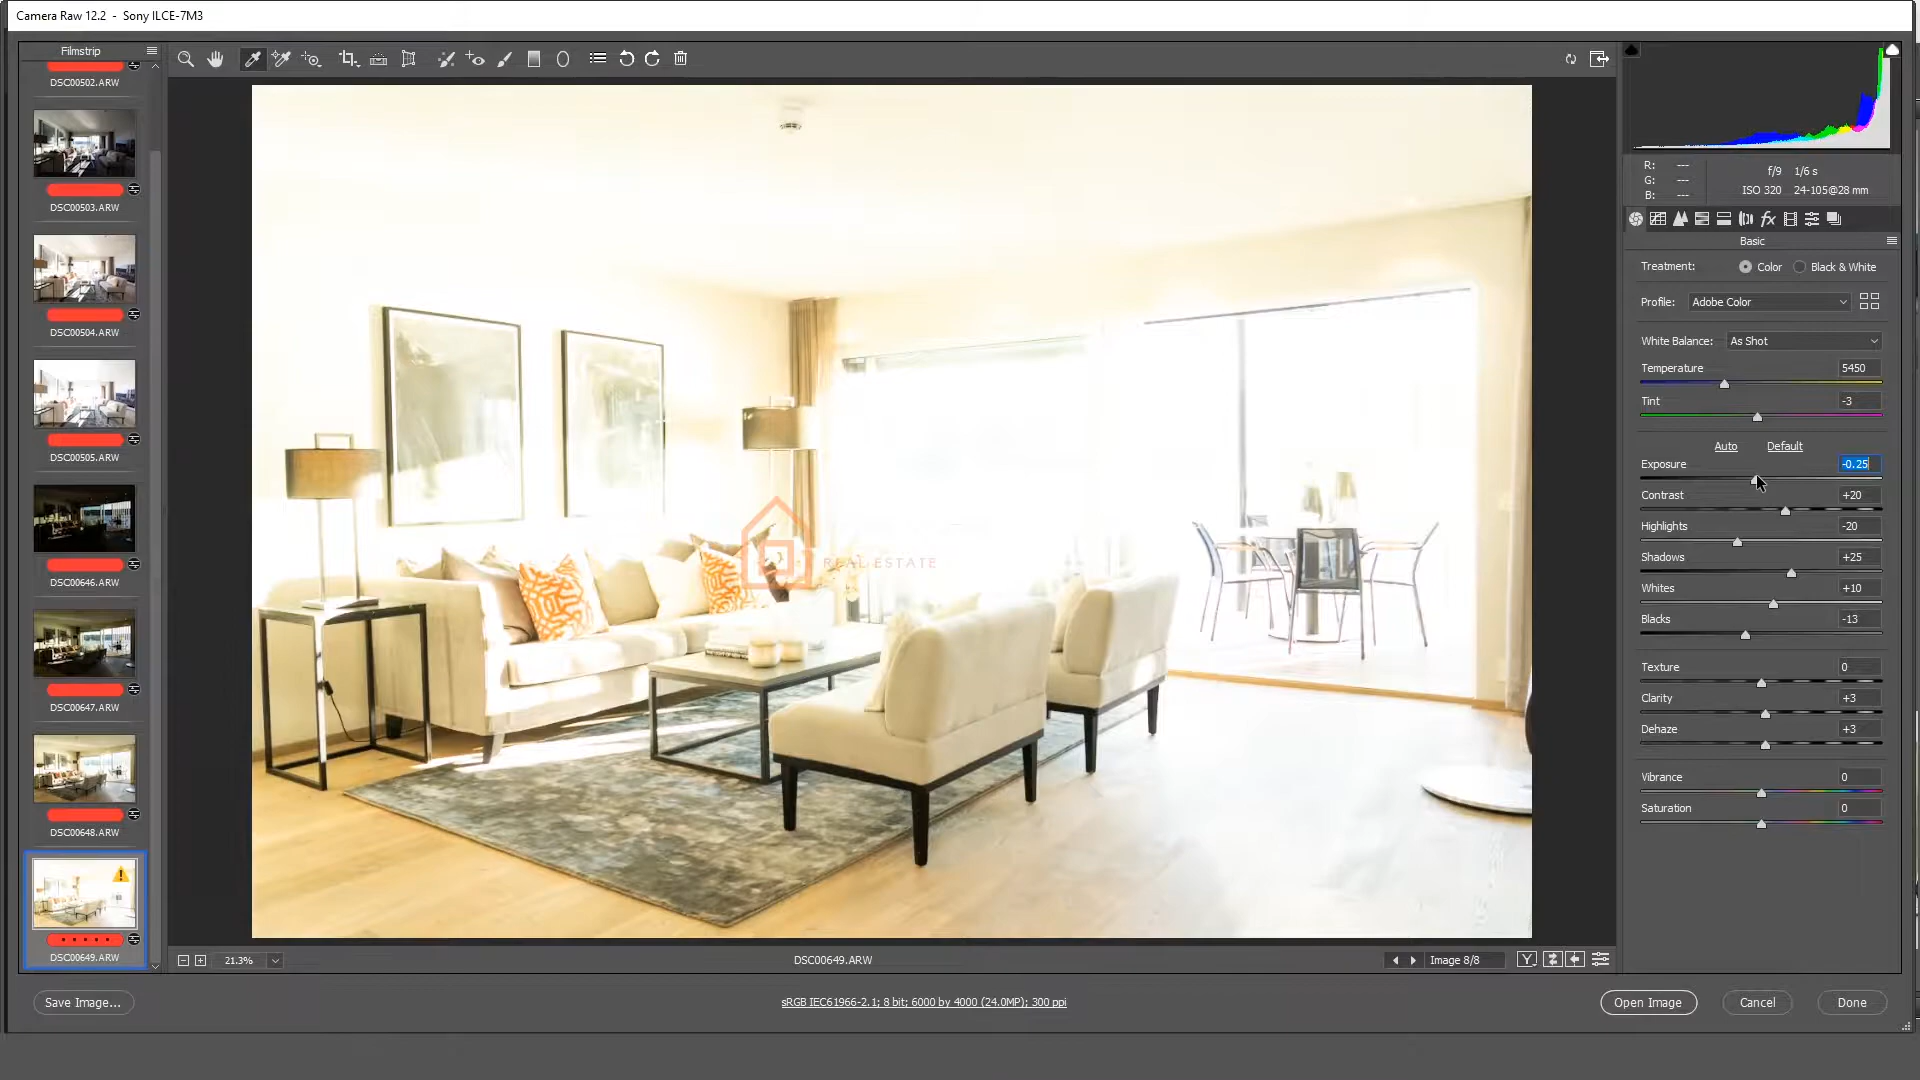 Camera Raw 12.2 - Sony ILCE-7M3
Filmstrip
DSC00502.ARW
DSC00503.ARW
DSC00504.ARW
DSC00505.ARW
DSC00646.ARW
DSC00647.ARW
DSC00648.ARW
DSC00649.ARW
REAL ESTATE
21.3%
DSC00649.ARW
Image 8/8
Y
R: ---
G: ---
B: ---
f/9 1/6 s
ISO 320 24-105@28 mm
fx
Basic
Treatment: Color Black & White
Profile: Adobe Color
White Balance: As Shot
Temperature 5450
Tint -3
Auto Default
Exposure -0.25
Contrast +20
Highlights -20
Shadows +25
Whites +10
Blacks -13
Texture 0
Clarity +3
Dehaze +3
Vibrance 0
Saturation 0
Save Image...
sRGB IEC61966-2.1; 8 bit; 6000 by 4000 (24.0MP); 300 ppi
Open Image Cancel Done